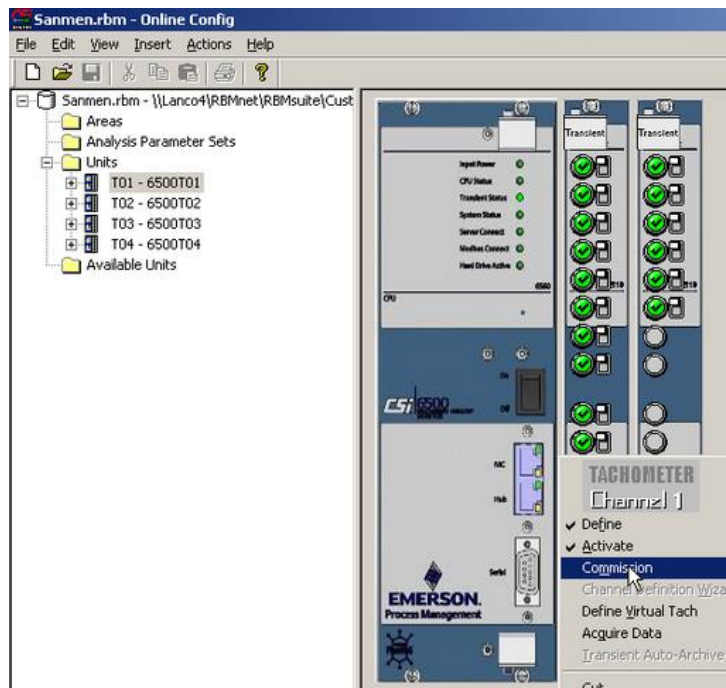 Sanmen.rbm - Online Config
File Edit View Insert Actions Help
Sanmen.rbm - \\Lanco4\RBMnet\RBMsuite\Cust
Areas
Analysis Parameter Sets
Units
T01 - 6500T01
T02 - 6500T02
T03 - 6500T03
T04 - 6500T04
Available Units
Transient
Transient
Input Power
CPU Status
Transient Status
System Status
Server Connect
Modbus Connect
Hard Drive Active
6560
CPU
510
510
On
Off
CSi 6500
NIC
Hub
Serial
EMERSON.
Process Management
TACHOMETER
Channel 1
Define
Activate
Commission
Channel Definition Wiza
Define Virtual Tach
Acquire Data
Transient Auto-Archive
Cut